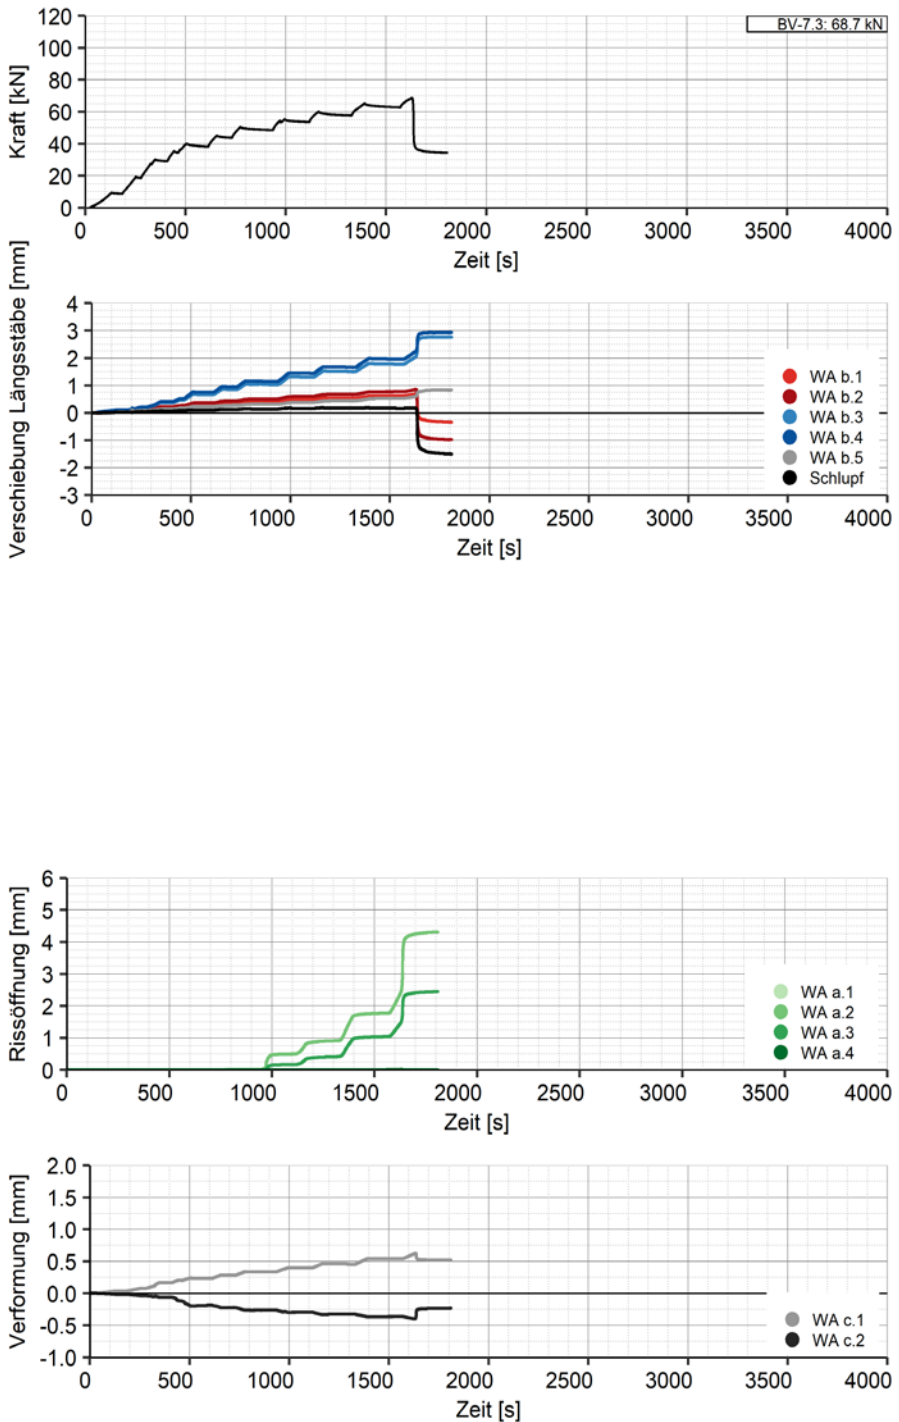 Kraft [kN]
120
100
80
60
40
20
0
BV-7.3: 68.7 kN
0 500 1000 1500 2000 2500 3000 3500 4000
Zeit [s]
Verschiebung Längsstäbe [mm]
4
3
2
1
0
-1
-2
-3
WA b.1
WA b.2
WA b.3
WA b.4
WA b.5
Schlupf
0 500 1000 1500 2000 2500 3000 3500 4000
Zeit [s]
Rissöffnung [mm]
6
5
4
3
2
1
0
WA a.1
WA a.2
WA a.3
WA a.4
0 500 1000 1500 2000 2500 3000 3500 4000
Zeit [s]
Verformung [mm]
2.0
1.5
1.0
0.5
0.0
-0.5
-1.0
WA c.1
WA c.2
0 500 1000 1500 2000 2500 3000 3500 4000
Zeit [s]